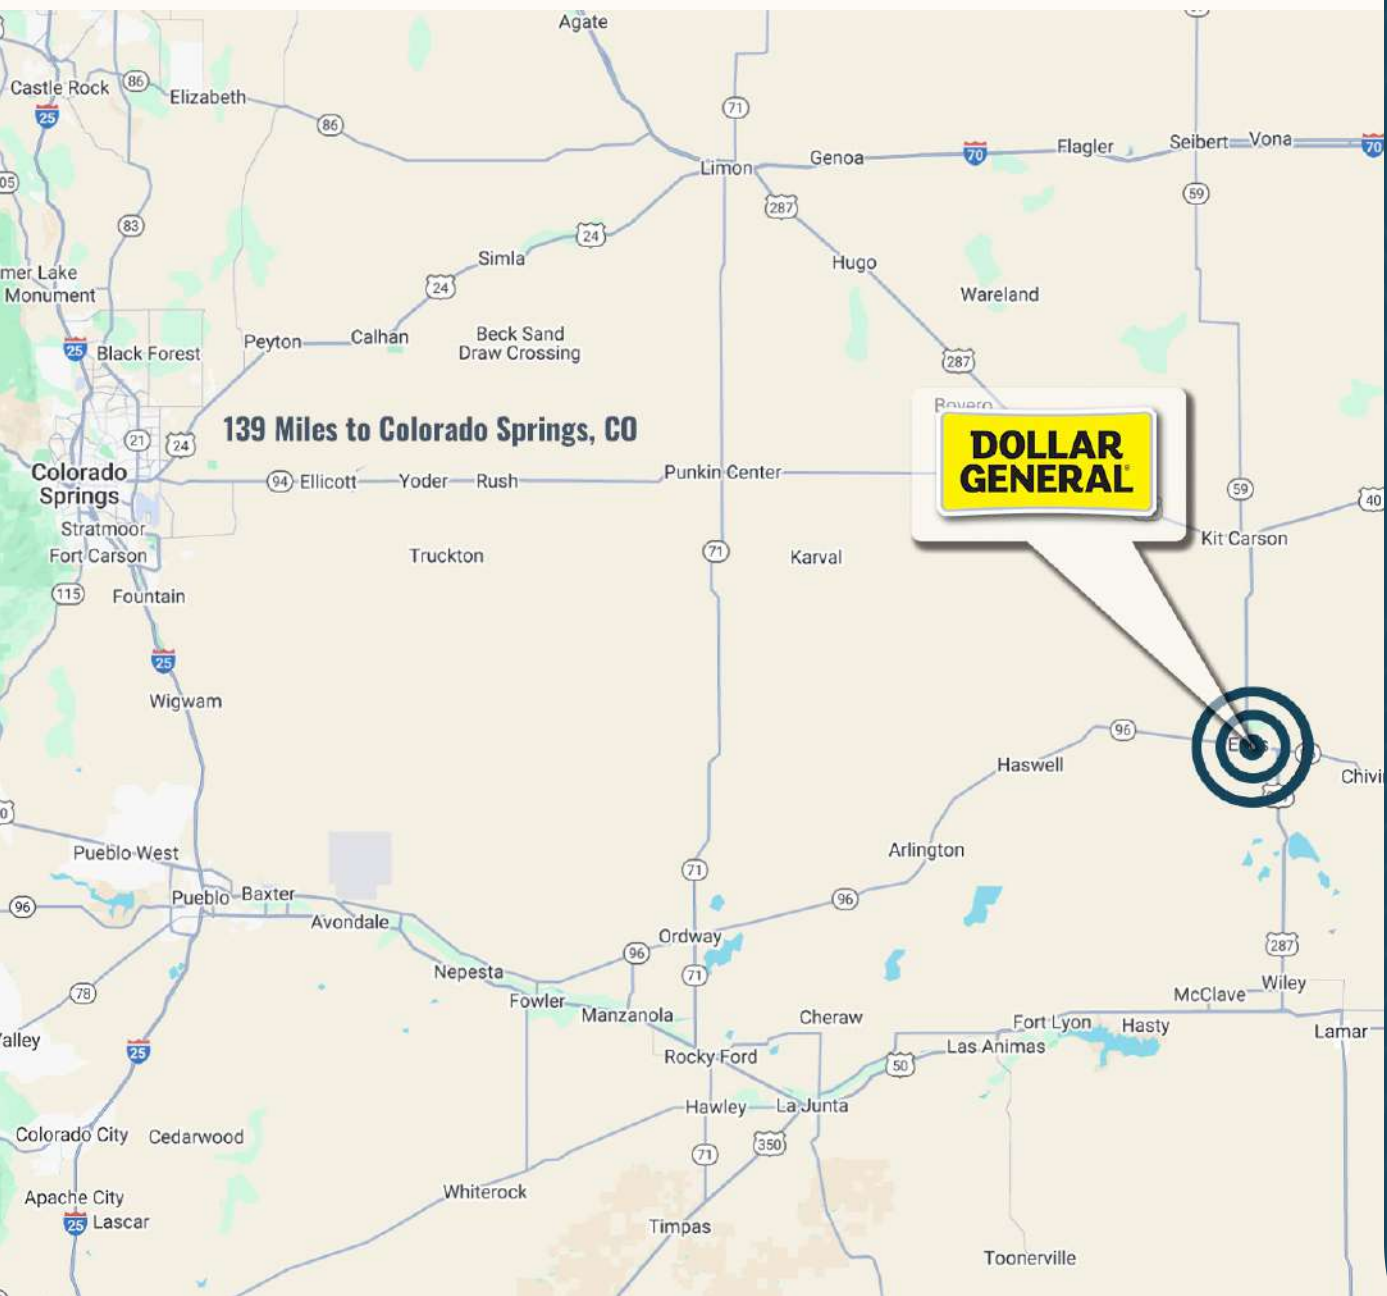 Agate
Castle Rock
86
Elizabeth
25
86
71
Limon
Genoa
70
Flagler
Seibert
Vona
70
05
59
83
287
24
Simla
Hugo
mer Lake
Monument
24
Wareland
25
Black Forest
Peyton
Calhan
Beck Sand
Draw Crossing
287
Bovero
139 Miles to Colorado Springs, CO
DOLLAR
GENERAL
21
24
Colorado
Springs
94
Ellicott
Yoder
Rush
Punkin Center
59
40
Kit Carson
Stratmoor
Fort Carson
Truckton
71
Karval
115
Fountain
25
Wigwam
96
Haswell
Chivi
0
Pueblo West
Arlington
71
Pueblo
Baxter
96
96
Avondale
Ordway
96
287
Nepesta
71
78
Fowler
Manzanola
Cheraw
McClave
Wiley
Fort Lyon
Hasty
Lamar
alley
25
Rocky Ford
Las Animas
50
Hawley
La Junta
Colorado City
Cedarwood
350
71
Apache City
Whiterock
25
Lascar
Timpas
Toonerville